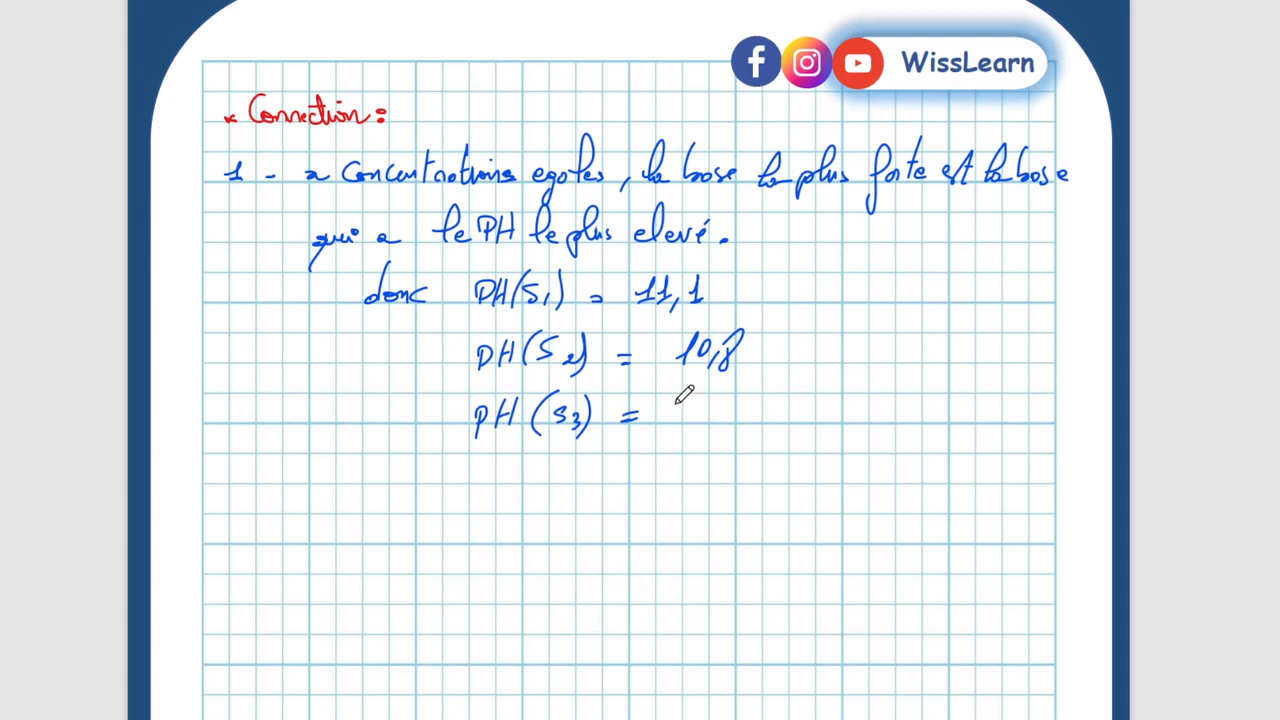 WissLearn
* Correction:
1 - a concentrations egales, la base la plus forte est la base
qui a le PH le plus elevé.
donc PH(S1) = 11,1
PH(S2) = 10,8
PH(S3) =